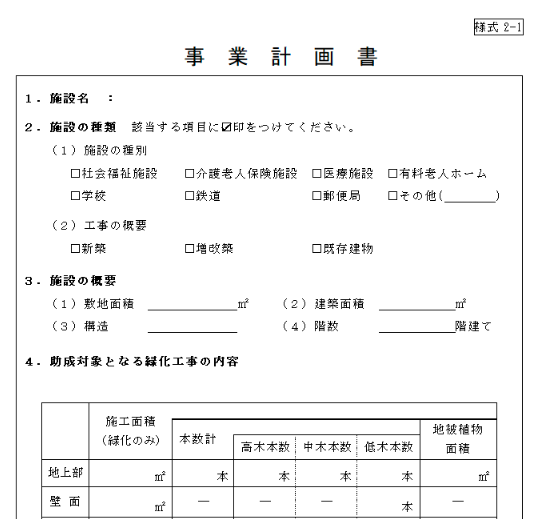 様式 2-1
事 業 計 画 書
1．施設名　：
2．施設の種類　該当する項目に☑印をつけてください。
（1）施設の種別
□社会福祉施設　□介護老人保険施設　□医療施設　□有料老人ホーム
□学校　□鉄道　□郵便局　□その他(________)
（2）工事の概要
□新築　□増改築　□既存建物
3．施設の概要
（1）敷地面積　____________㎡　（2）建築面積　____________㎡
（3）構造　____________　（4）階数　____________階建て
4．助成対象となる緑化工事の内容
施工面積
(緑化のみ)
本数計
高木本数　中木本数　低木本数
地被植物
面積
地上部　㎡　本　本　本　本　㎡
壁 面　㎡　―　―　―　本　―